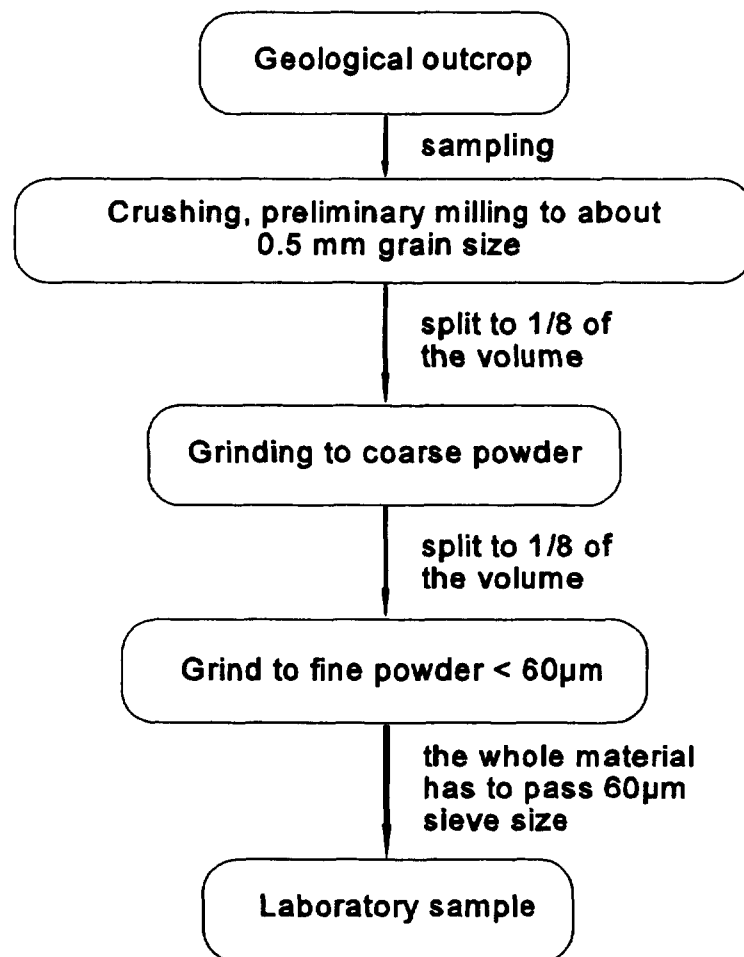 Geological outcrop
sampling
Crushing, preliminary milling to about
0.5 mm grain size
split to 1/8 of
the volume
Grinding to coarse powder
split to 1/8 of
the volume
Grind to fine powder < 60µm
the whole material
has to pass 60µm
sieve size
Laboratory sample